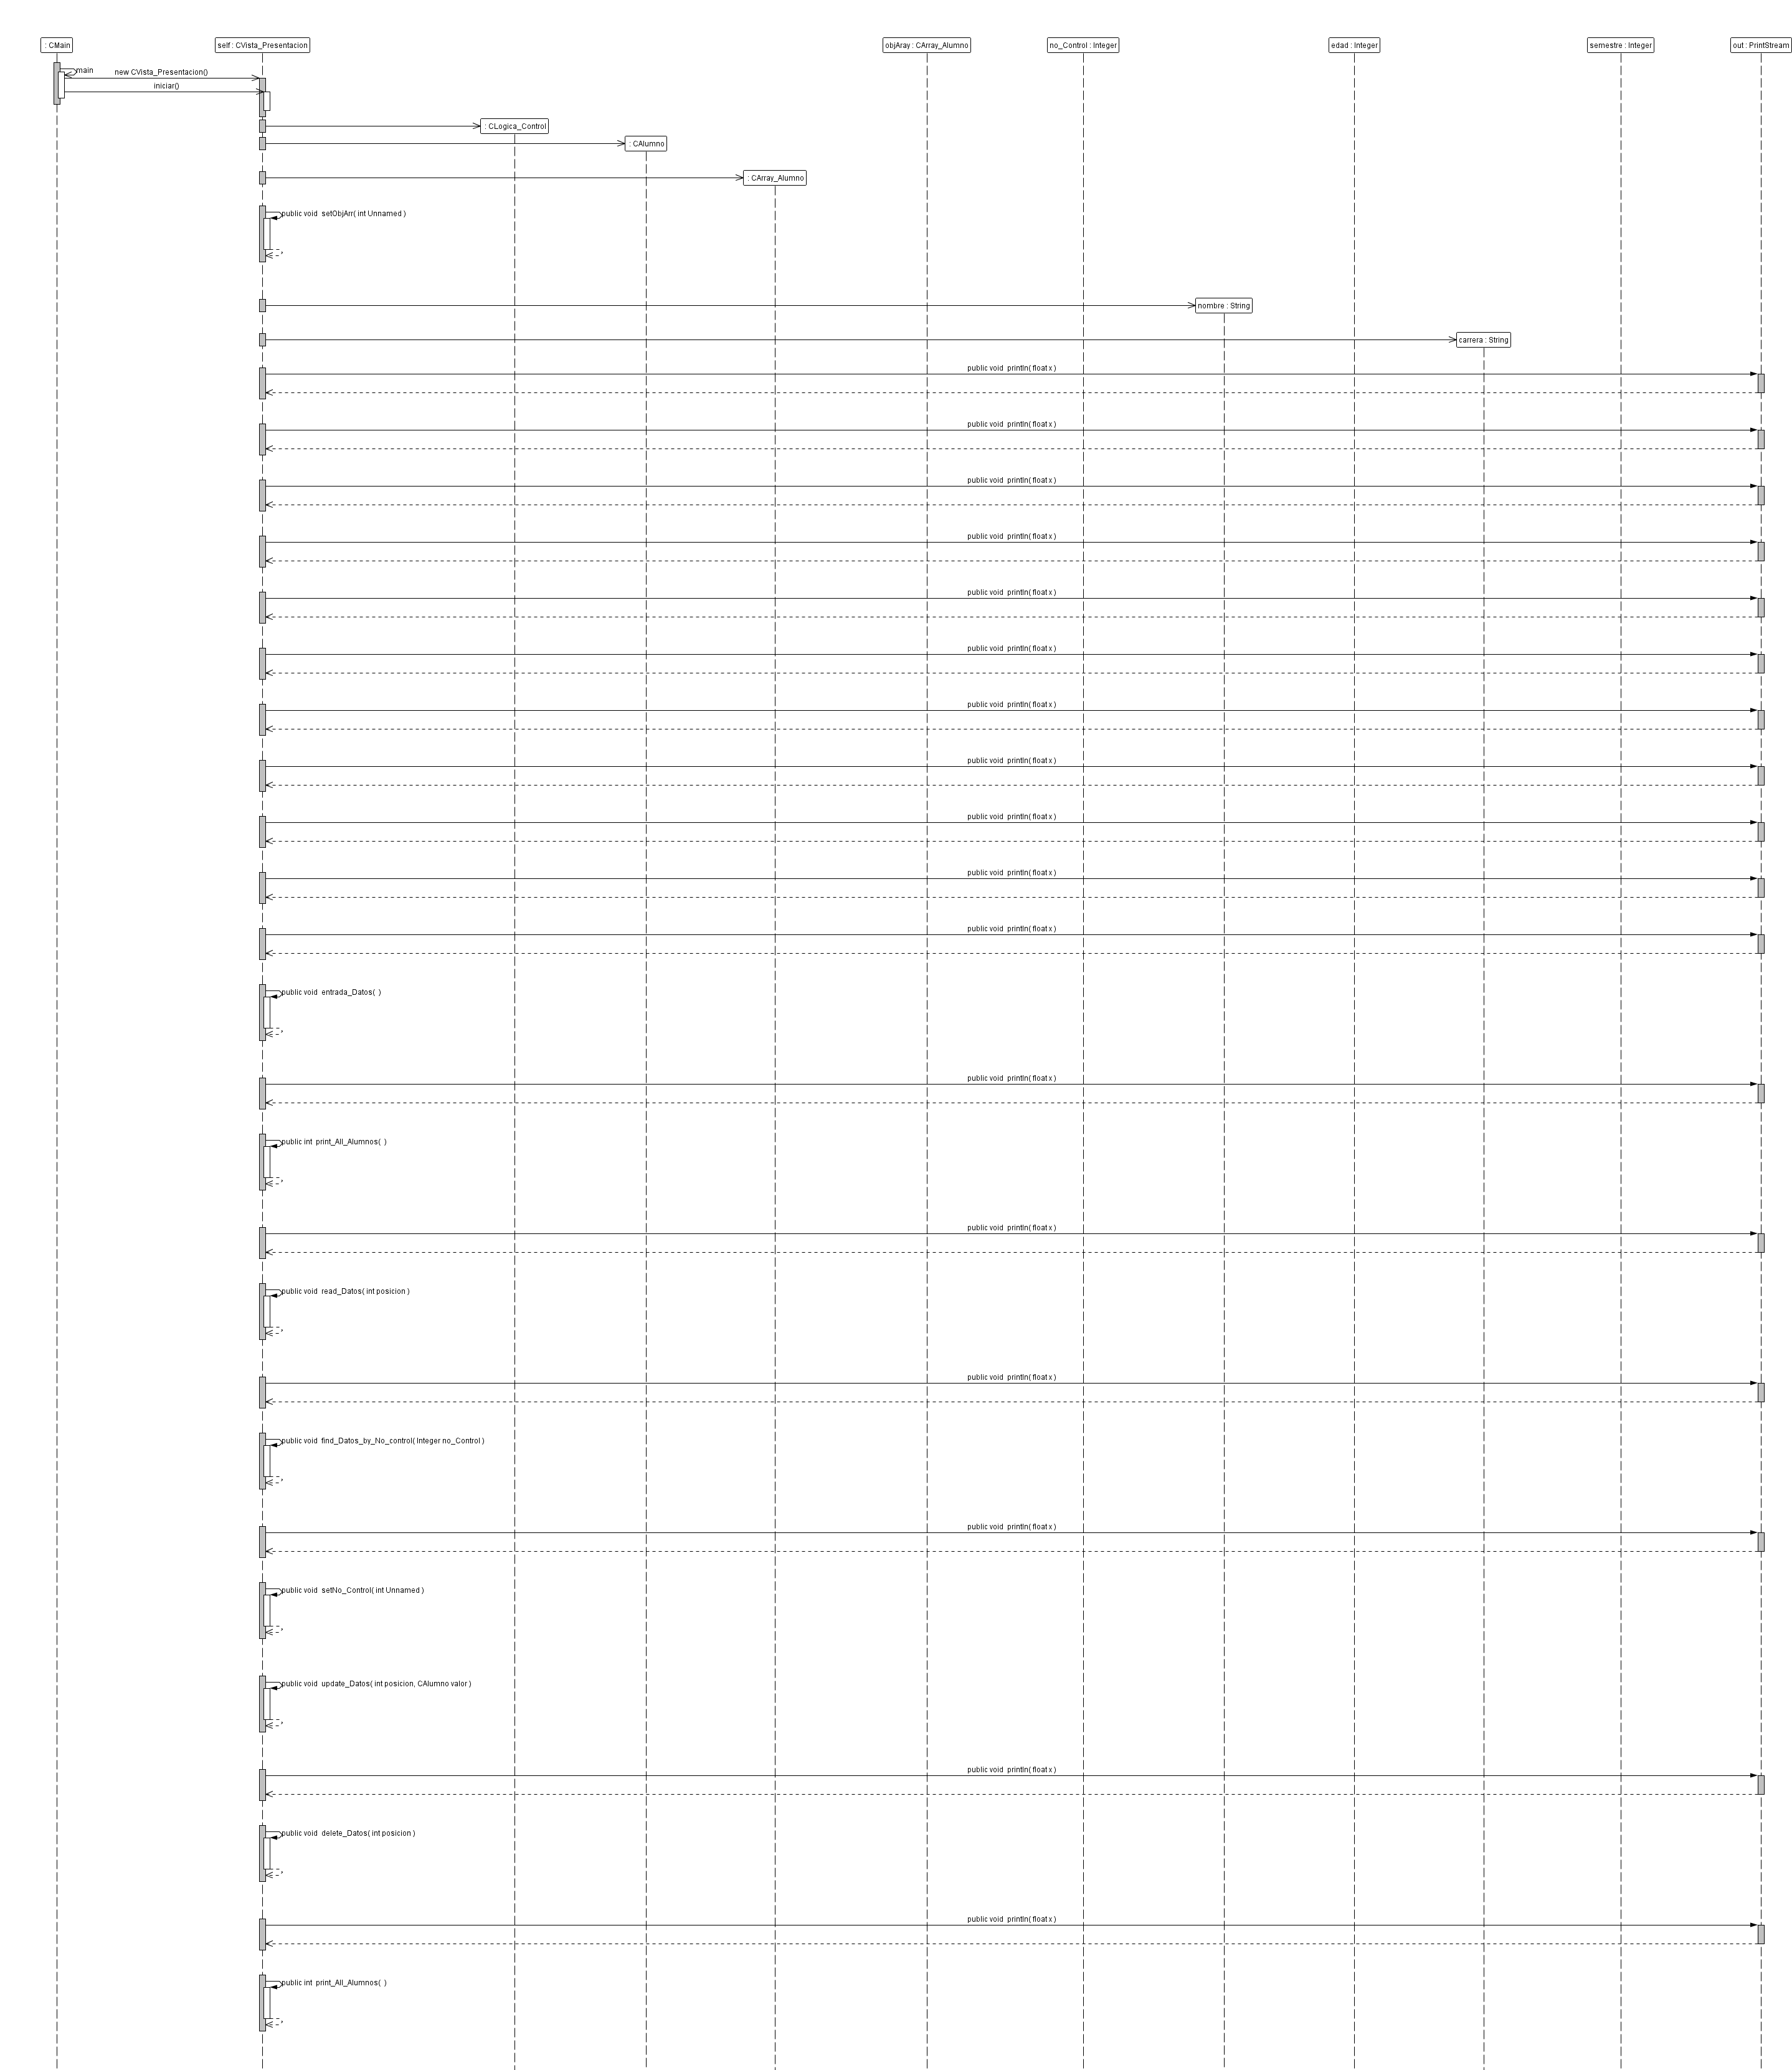 : CMain
self : CVista_Presentacion
objAray : CArray_Alumno
no_Control : Integer
edad : Integer
semestre : Integer
out : PrintStream
main
new CVista_Presentacion()
iniciar()
: CLogica_Control
: CAlumno
: CArray_Alumno
public void setObjArr( int Unnamed )
nombre : String
carrera : String
public void println( float x )
public void println( float x )
public void println( float x )
public void println( float x )
public void println( float x )
public void println( float x )
public void println( float x )
public void println( float x )
public void println( float x )
public void println( float x )
public void println( float x )
public void entrada_Datos( )
public void println( float x )
public int print_All_Alumnos( )
public void println( float x )
public void read_Datos( int posicion )
public void println( float x )
public void find_Datos_by_No_control( Integer no_Control )
public void println( float x )
public void setNo_Control( int Unnamed )
public void update_Datos( int posicion, CAlumno valor )
public void println( float x )
public void delete_Datos( int posicion )
public void println( float x )
public int print_All_Alumnos( )